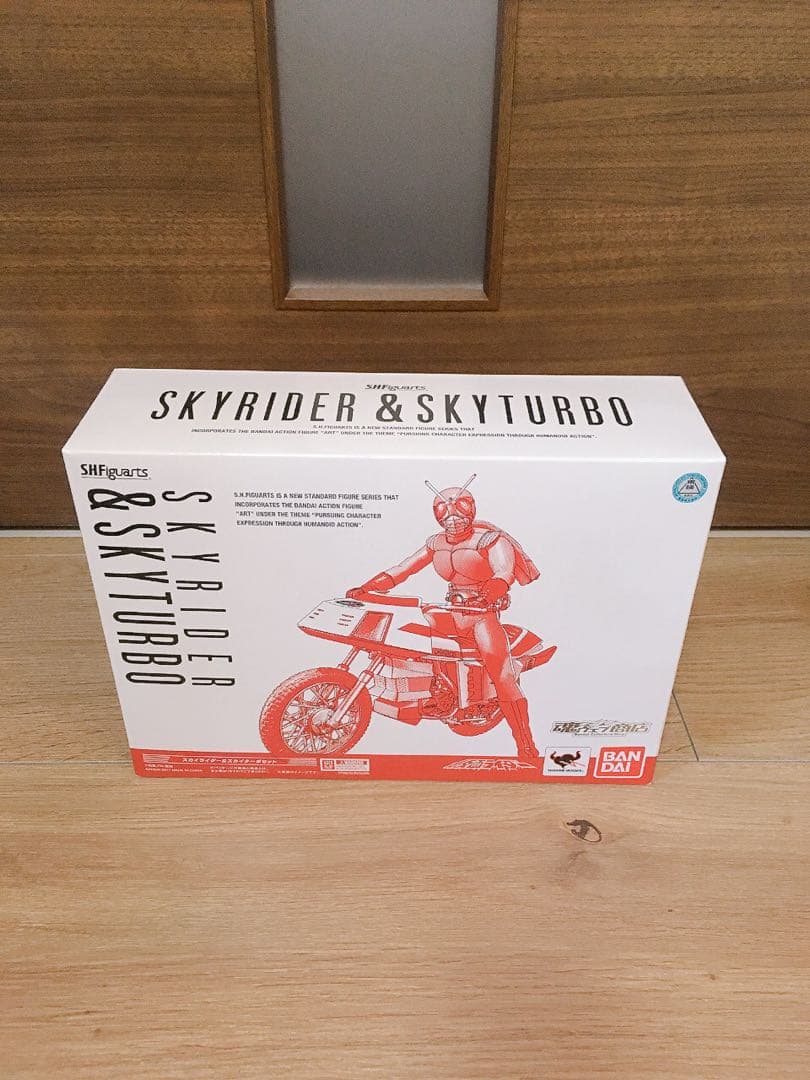 S.H.Figuarts
SKYRIDER & SKYTURBO
S.H.FIGUARTS IS A NEW STANDARD FIGURE SERIES THAT
INCORPORATES THE BANDAI ACTION FIGURE "ART" UNDER THE THEME "PURSUING CHARACTER EXPRESSION THROUGH HUMANOID ACTION".
S.H.Figuarts
SKYRIDER
& SKYTURBO
S.H.FIGUARTS IS A NEW STANDARD FIGURE SERIES THAT
INCORPORATES THE BANDAI ACTION FIGURE
"ART" UNDER THE THEME "PURSUING CHARACTER
EXPRESSION THROUGH HUMANOID ACTION".
魂ウェブ商店
スカイライダー&スカイターボセット
BAN
DAI